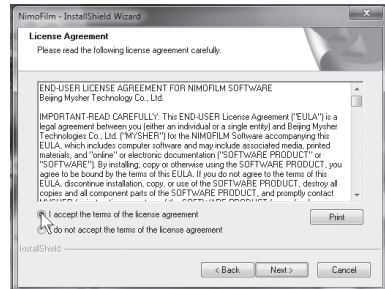 NimoFilm - InstallShield Wizard
License Agreement
Please read the following license agreement carefully.
END-USER LICENSE AGREEMENT FOR NIMOFILM SOFTWARE
Beijing Mysher Technology Co., Ltd.
IMPORTANT-READ CAREFULLY: This END-USER License Agreement ("EULA") is a
legal agreement between you (either an individual or a single entity) and Beijing Mysher
Technologies Co., Ltd. ("MYSHER") for the NIMOFILM Software accompanying this
EULA, which includes computer software and may include associated media, printed
materials, and "online" or electronic documentation ("SOFTWARE PRODUCT" or
"SOFTWARE"). By installing, copy or otherwise using the SOFTWARE PRODUCT, you
agree to be bound by the terms of this EULA. If you do not agree to the terms of this
EULA, discontinue installation, copy, or use of the SOFTWARE PRODUCT, destroy all
copies and all component parts of the SOFTWARE PRODUCT, and promptly contact
I accept the terms of the license agreement
Print
do not accept the terms of the license agreement
InstallShield
< Back
Next >
Cancel